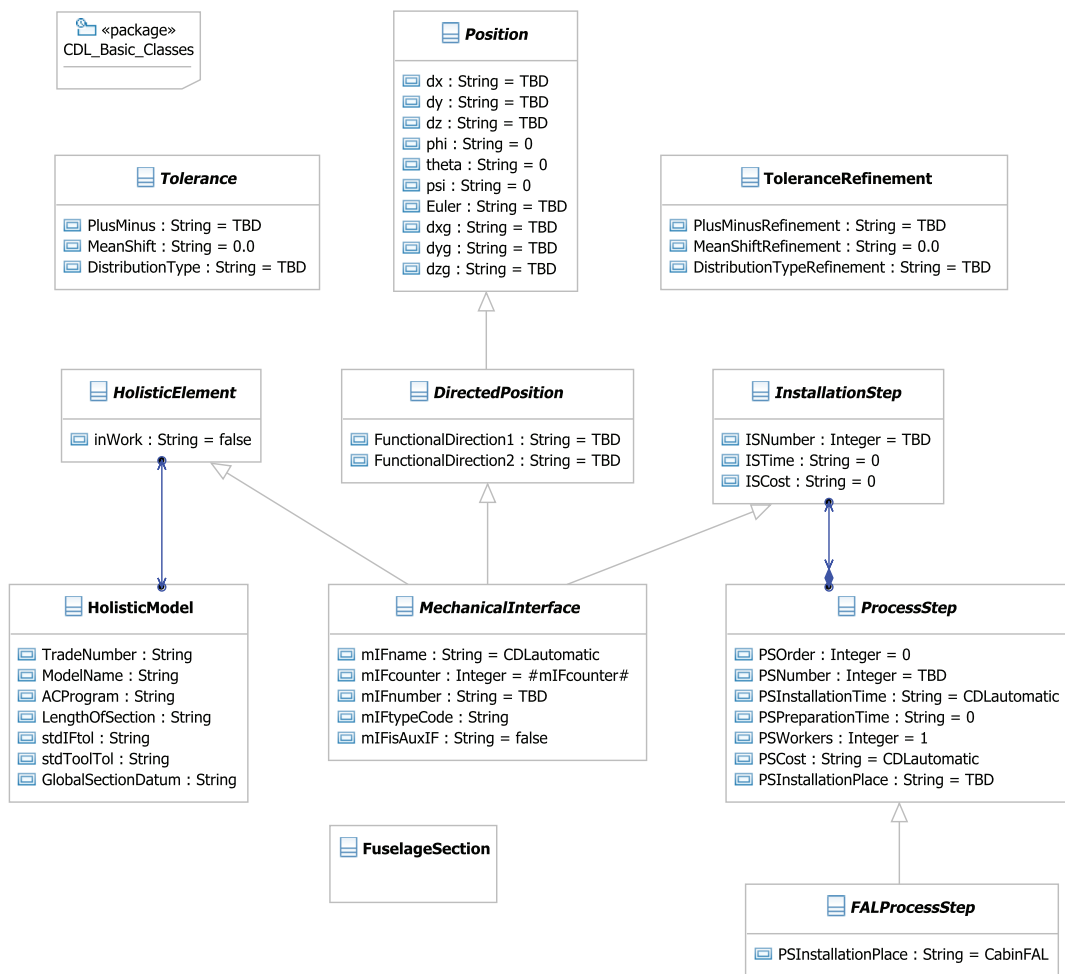 «package»
CDL_Basic_Classes
Position
dx : String = TBD
dy : String = TBD
dz : String = TBD
phi : String = 0
theta : String = 0
psi : String = 0
Euler : String = TBD
dxg : String = TBD
dyg : String = TBD
dzg : String = TBD
Tolerance
PlusMinus : String = TBD
MeanShift : String = 0.0
DistributionType : String = TBD
ToleranceRefinement
PlusMinusRefinement : String = TBD
MeanShiftRefinement : String = 0.0
DistributionTypeRefinement : String = TBD
HolisticElement
inWork : String = false
DirectedPosition
FunctionalDirection1 : String = TBD
FunctionalDirection2 : String = TBD
InstallationStep
ISNumber : Integer = TBD
ISTime : String = 0
ISCost : String = 0
HolisticModel
TradeNumber : String
ModelName : String
ACProgram : String
LengthOfSection : String
stdIFtol : String
stdToolTol : String
GlobalSectionDatum : String
MechanicalInterface
mIFname : String = CDLautomatic
mIFcounter : Integer = #mIFcounter#
mIFnumber : String = TBD
mIFtypeCode : String
mIFisAuxIF : String = false
ProcessStep
PSOrder : Integer = 0
PSNumber : Integer = TBD
PSInstallationTime : String = CDLautomatic
PSPreparationTime : String = 0
PSWorkers : Integer = 1
PSCost : String = CDLautomatic
PSInstallationPlace : String = TBD
FuselageSection
FALProcessStep
PSInstallationPlace : String = CabinFAL